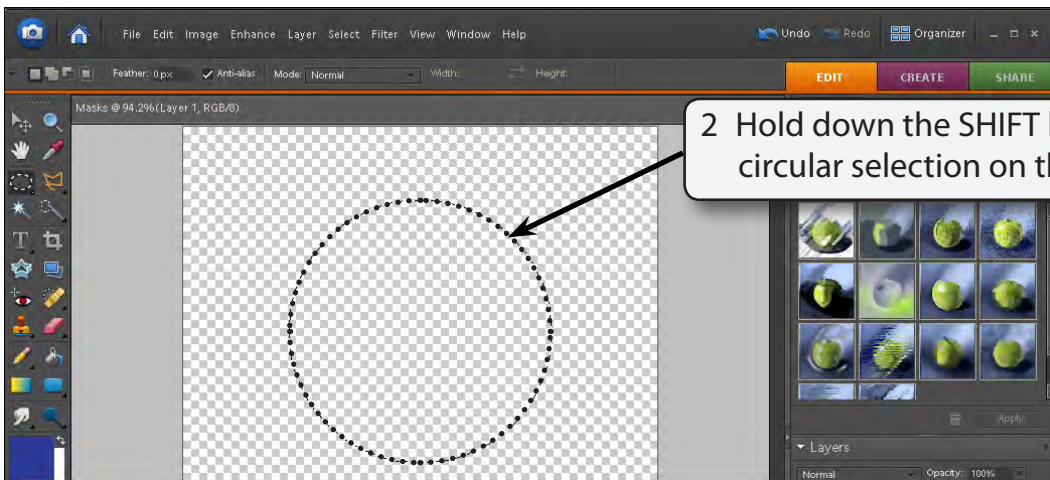 File Edit Image Enhance Layer Select Filter View Window Help
Undo Redo Organizer
Feather: 0 px Anti-alias Mode: Normal Width: Height:
EDIT CREATE SHARE
Masks @ 94.2% (Layer 1, RGB/8)
2 Hold down the SHIFT
circular selection on
T
Apply
Layers
Normal Opacity: 100%